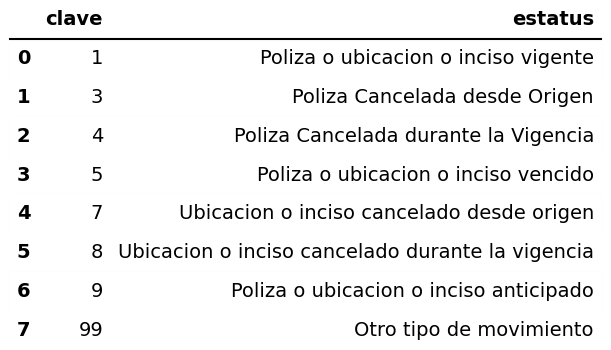 clave estatus
0 1 Poliza o ubicacion o inciso vigente
1 3 Poliza Cancelada desde Origen
2 4 Poliza Cancelada durante la Vigencia
3 5 Poliza o ubicacion o inciso vencido
4 7 Ubicacion o inciso cancelado desde origen
5 8 Ubicacion o inciso cancelado durante la vigencia
6 9 Poliza o ubicacion o inciso anticipado
7 99 Otro tipo de movimiento